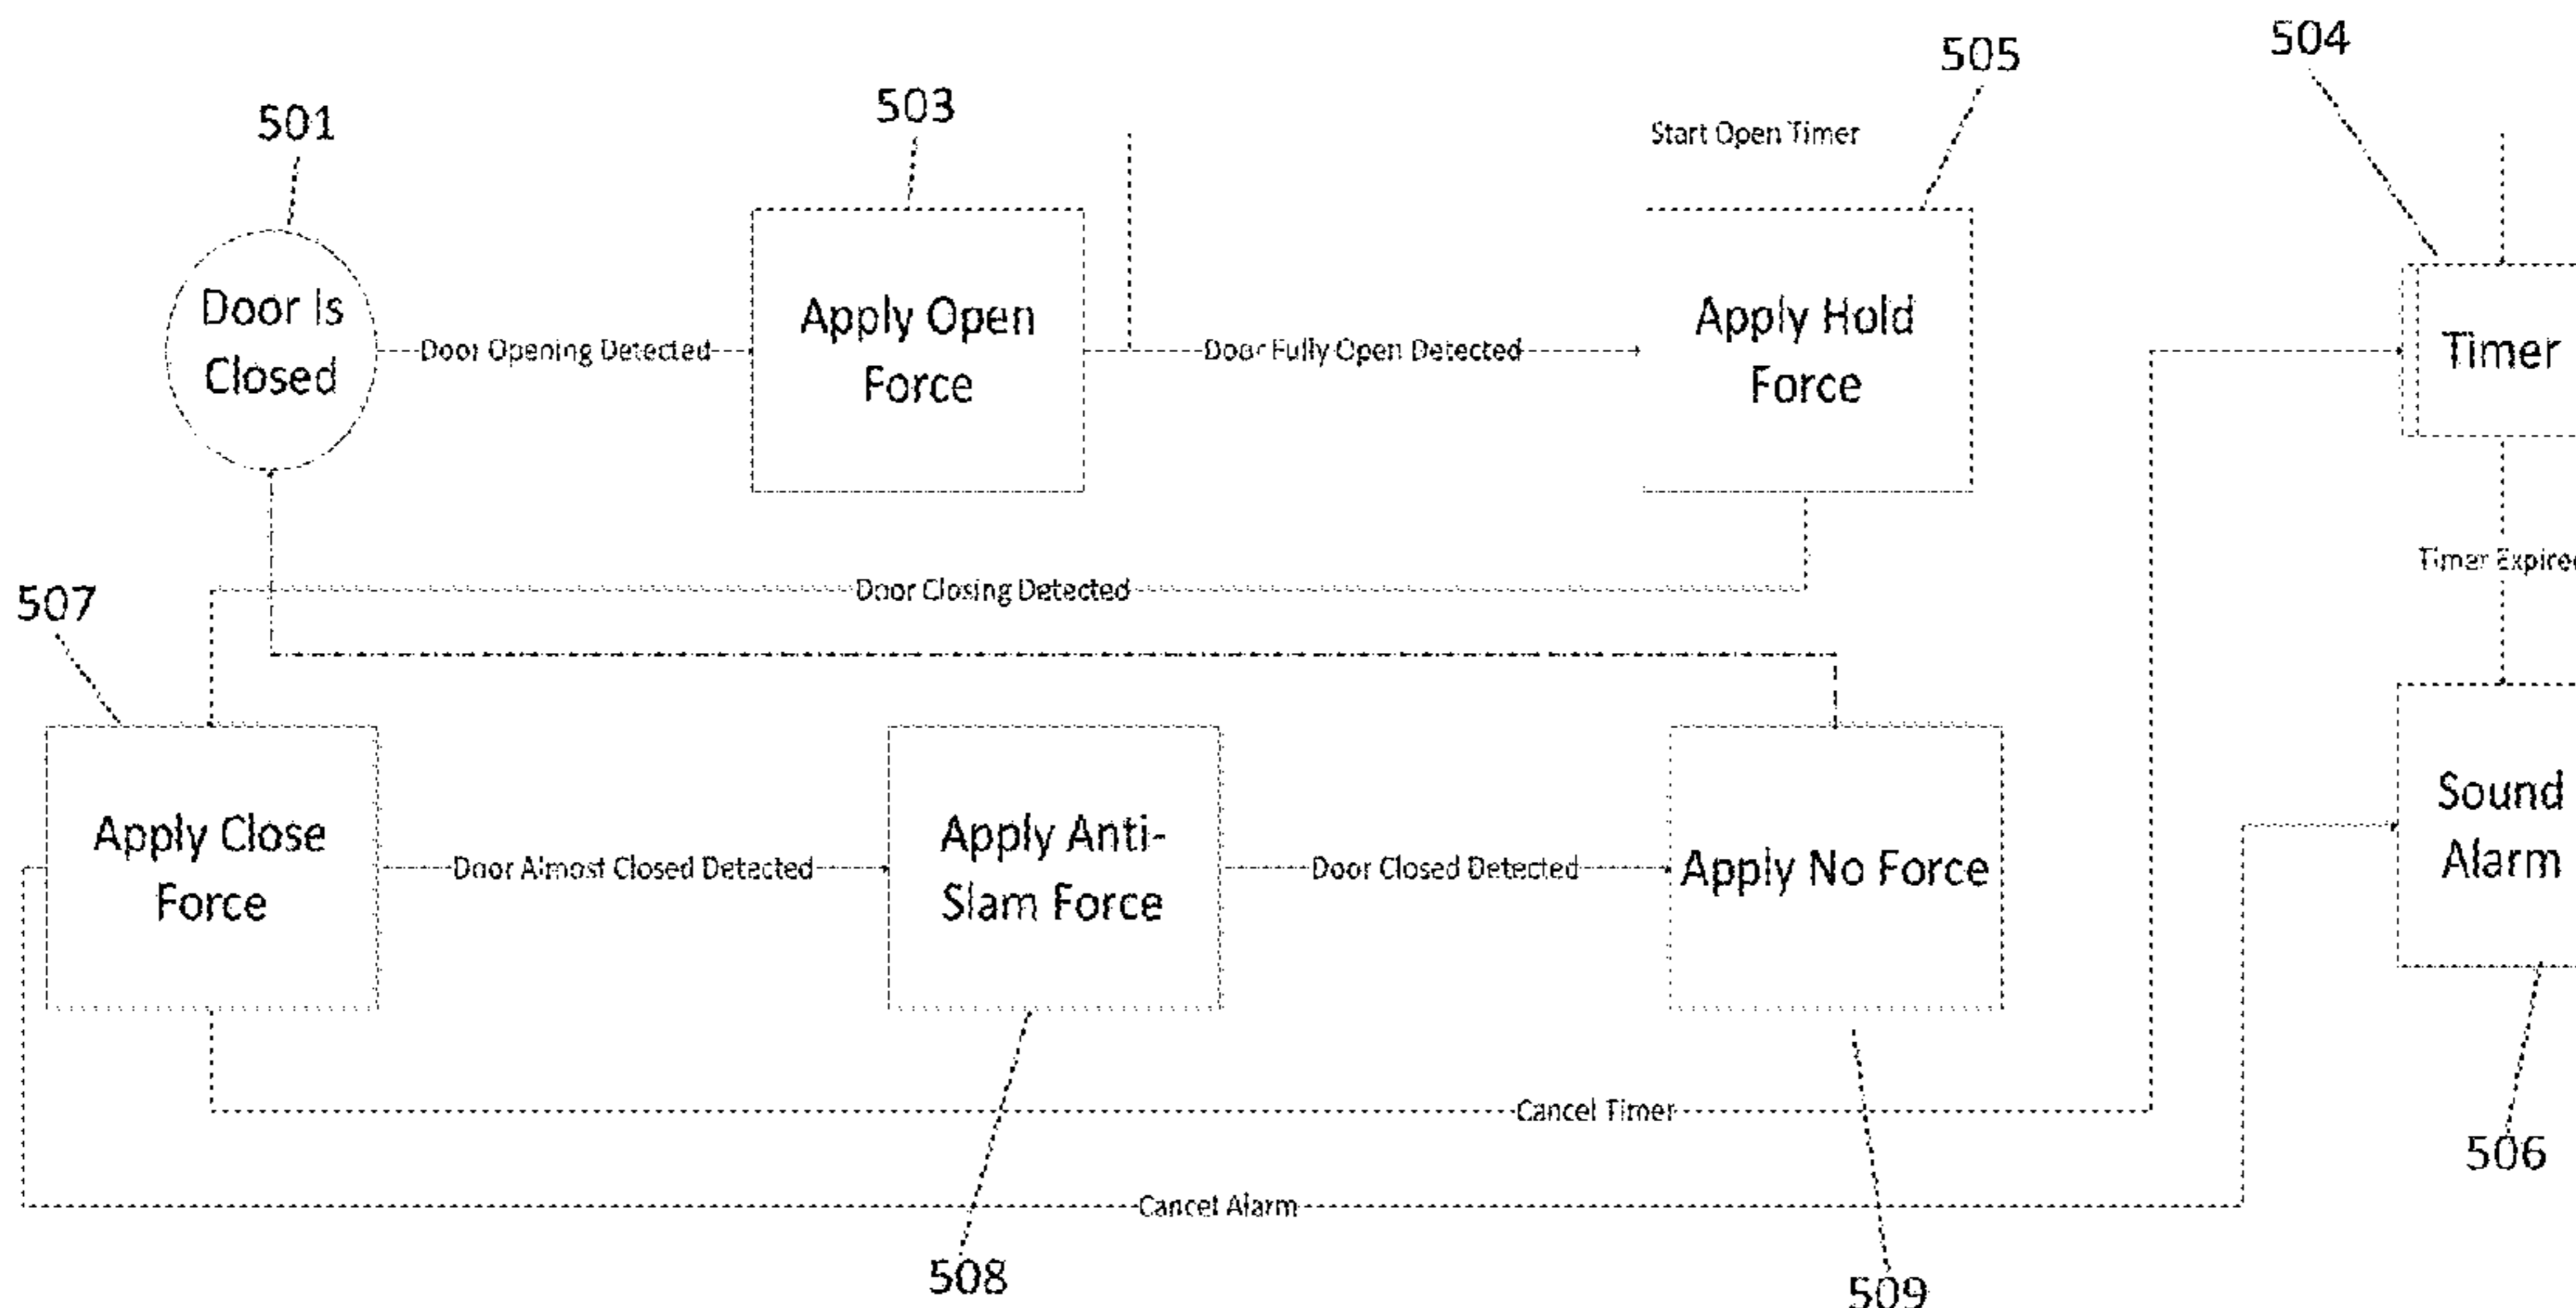 504
505
503
501
Start Open Timer
Door Is
Closed
Door Opening Detected
Apply Open
Force
Door Fully Open Detected
Apply Hold
Force
Timer
Timer Expired
Door Closing Detected
507
Apply Close
Force
Door Almost Closed Detected
Apply Anti-
Slam Force
Door Closed Detected
Apply No Force
Sound
Alarm
Cancel Timer
506
Cancel Alarm
508
509